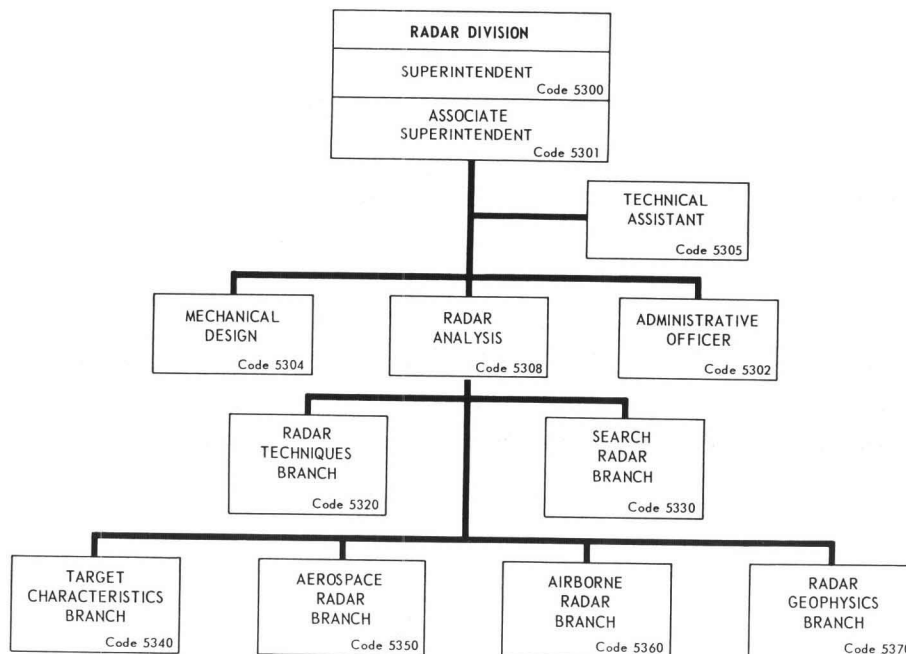 RADAR DIVISION
SUPERINTENDENT
Code 5300
ASSOCIATE
SUPERINTENDENT
Code 5301
TECHNICAL
ASSISTANT
Code 5305
MECHANICAL
DESIGN
Code 5304
RADAR
ANALYSIS
Code 5308
ADMINISTRATIVE
OFFICER
Code 5302
RADAR
TECHNIQUES
BRANCH
Code 5320
SEARCH
RADAR
BRANCH
Code 5330
TARGET
CHARACTERISTICS
BRANCH
Code 5340
AEROSPACE
RADAR
BRANCH
Code 5350
AIRBORNE
RADAR
BRANCH
Code 5360
RADAR
GEOPHYSICS
BRANCH
Code 5370